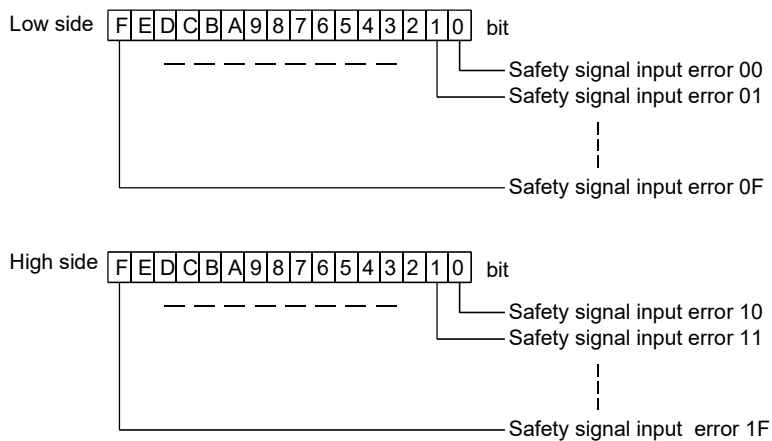 Low side F E D C B A 9 8 7 6 5 4 3 2 1 0 bit
Safety signal input error 00
Safety signal input error 01
Safety signal input error 0F
High side F E D C B A 9 8 7 6 5 4 3 2 1 0 bit
Safety signal input error 10
Safety signal input error 11
Safety signal input error 1F